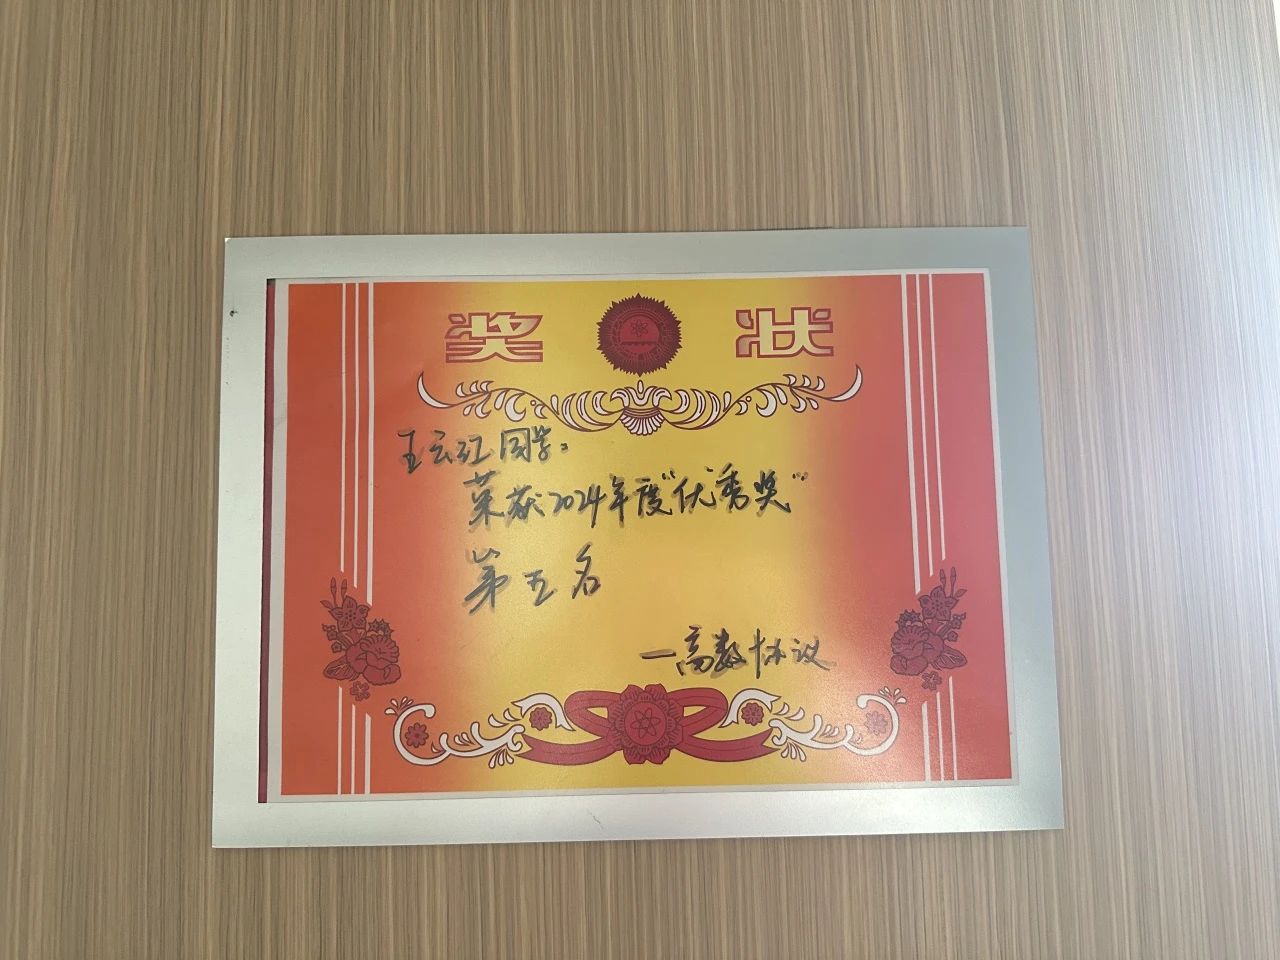 奖状
王云江同学：
荣获2024年度“优秀奖”
第五名
一高数协议